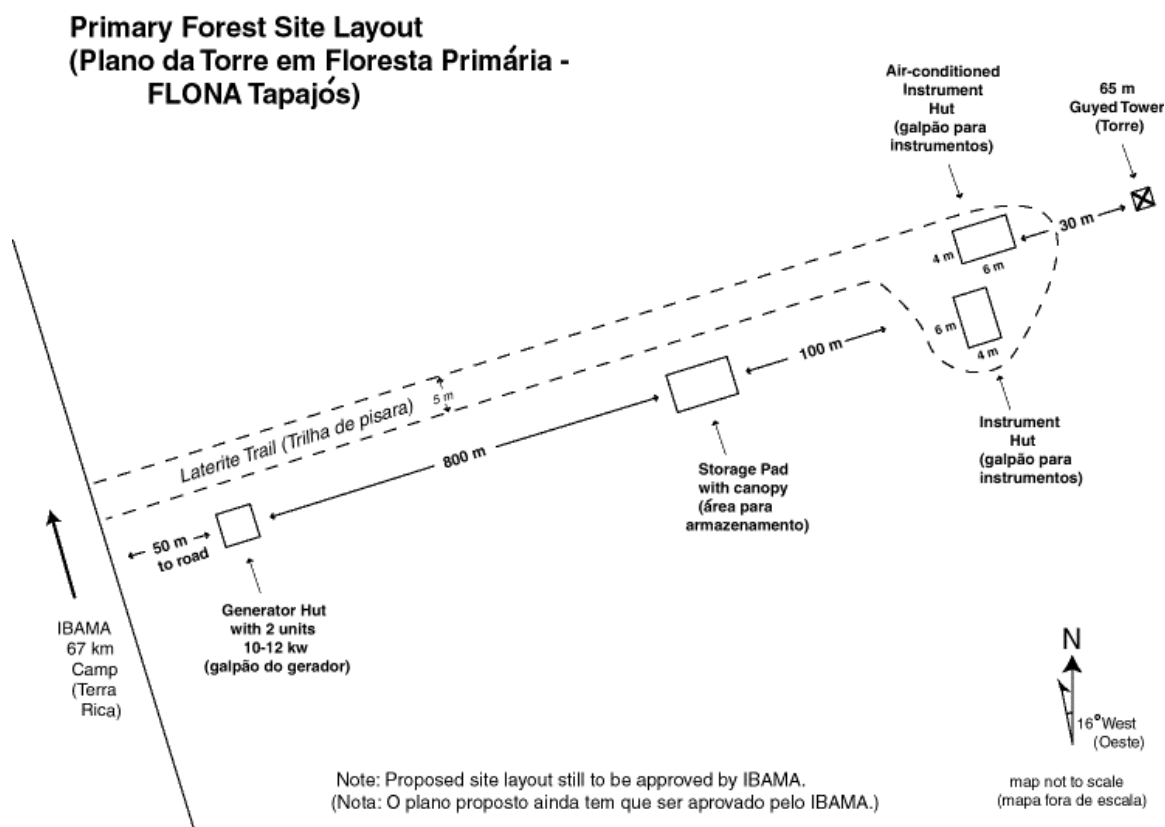 Primary Forest Site Layout
(Plano da Torre em Floresta Primária -
FLONA Tapajós)
Air-conditioned
Instrument
Hut
(galpão para
instrumentos)
65 m
Guyed Tower
(Torre)
30 m
4 m
6 m
6 m
4 m
100 m
5 m
Laterite Trail (Trilha de pisara)
800 m
Instrument
Hut
(galpão para
instrumentos)
Storage Pad
with canopy
(área para
armazenamento)
50 m
to road
Generator Hut
with 2 units
10-12 kw
(galpão do gerador)
IBAMA
67 km
Camp
(Terra
Rica)
N
16°West
(Oeste)
Note: Proposed site layout still to be approved by IBAMA.
(Nota: O plano proposto ainda tem que ser aprovado pelo IBAMA.)
map not to scale
(mapa fora de escala)